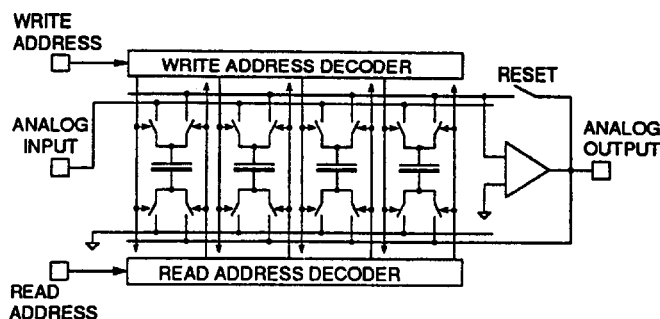 WRITE
ADDRESS
WRITE ADDRESS DECODER
RESET
ANALOG
INPUT
ANALOG
OUTPUT
READ ADDRESS DECODER
READ
ADDRESS